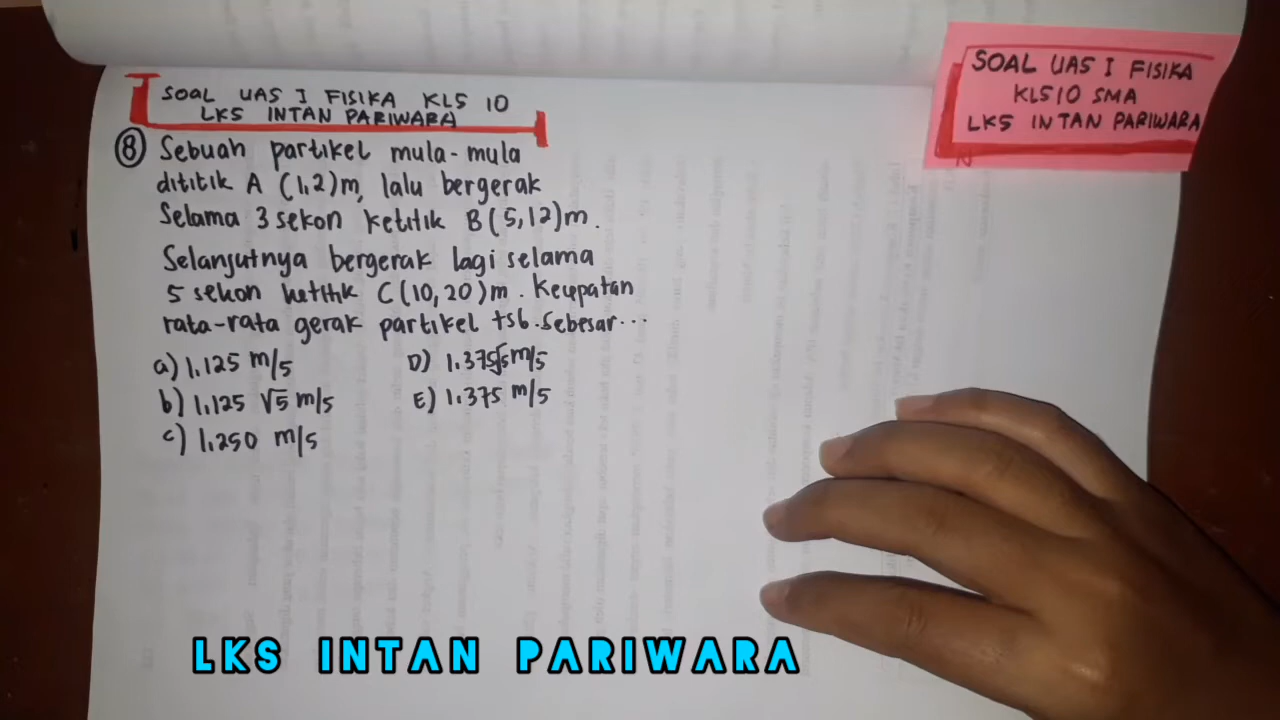 SOAL UAS I FISIKA KLS 10
LKS INTAN PARIWARA
8 Sebuah partikel mula-mula
dititik A (1,2)m, lalu bergerak
Selama 3 sekon ketitik B(5,12)m.
Selanjutnya bergerak lagi selama
5 sekon ketitik C(10,20)m. Kecepatan
rata-rata gerak partikel tsb. Sebesar...
a) 1.125 m/s
b) 1.125 √5 m/s
c) 1.250 m/s
D) 1.375√5 m/s
E) 1.375 m/s
SOAL UAS I FISIKA
KLS 10 SMA
LKS INTAN PARIWARA
LKS INTAN PARIWARA